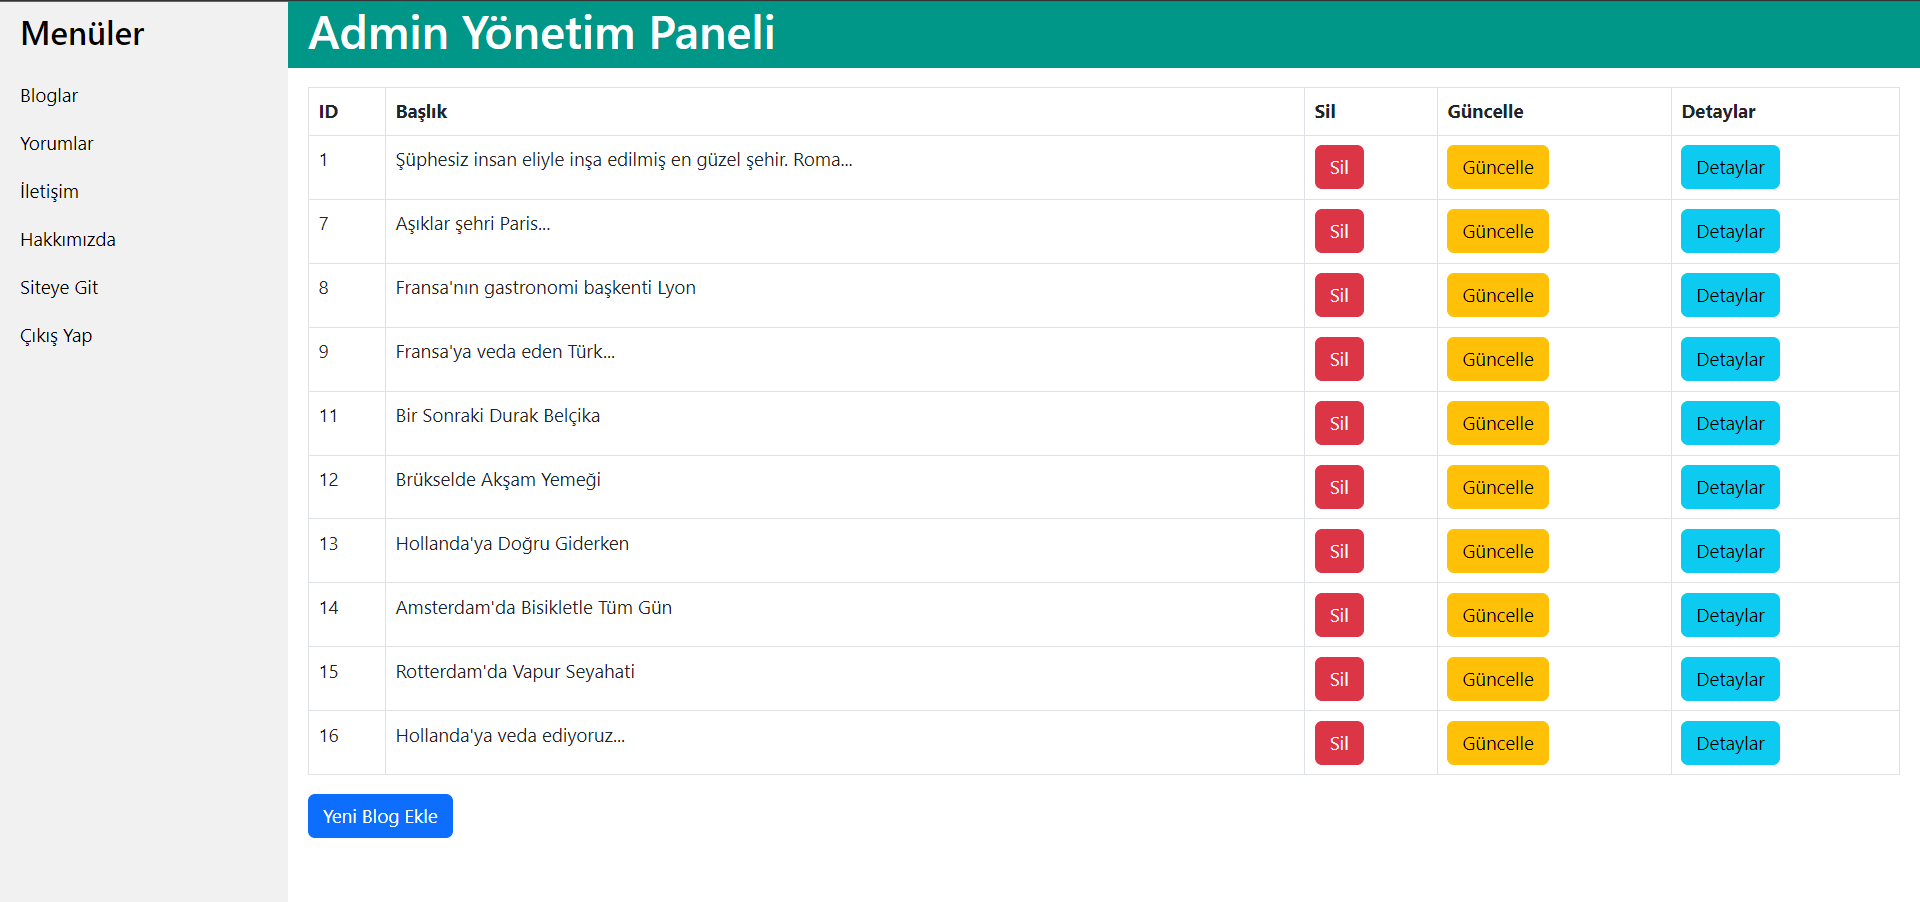 Menüler
Bloglar
Yorumlar
İletişim
Hakkımızda
Siteye Git
Çıkış Yap
Admin Yönetim Paneli
ID Başlık Sil Güncelle Detaylar
1 Şüphesiz insan eliyle inşa edilmiş en güzel şehir. Roma... Sil Güncelle Detaylar
7 Aşıklar şehri Paris... Sil Güncelle Detaylar
8 Fransa'nın gastronomi başkenti Lyon Sil Güncelle Detaylar
9 Fransa'ya veda eden Türk... Sil Güncelle Detaylar
11 Bir Sonraki Durak Belçika Sil Güncelle Detaylar
12 Brükselde Akşam Yemeği Sil Güncelle Detaylar
13 Hollanda'ya Doğru Giderken Sil Güncelle Detaylar
14 Amsterdam'da Bisikletle Tüm Gün Sil Güncelle Detaylar
15 Rotterdam'da Vapur Seyahati Sil Güncelle Detaylar
16 Hollanda'ya veda ediyoruz... Sil Güncelle Detaylar
Yeni Blog Ekle